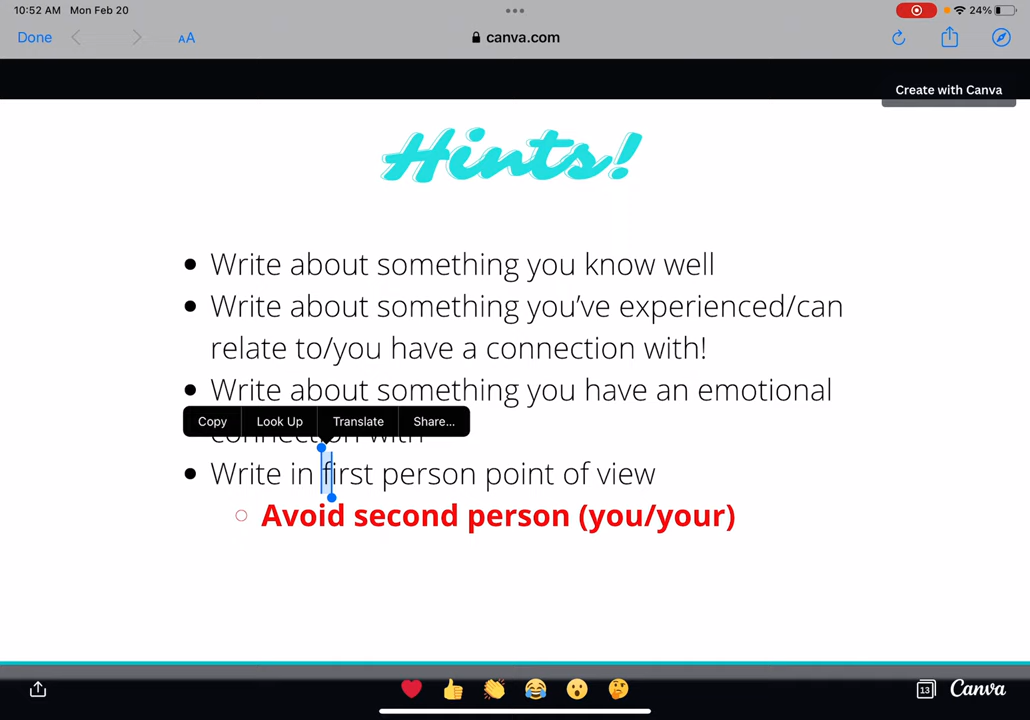 10:52 AM Mon Feb 20
24%
Done
AA
canva.com
Create with Canva
Hints!
Write about something you know well
Write about something you've experienced/can
relate to/you have a connection with!
Write about something you have an emotional
Copy Look Up Translate Share...
connection with
Write in first person point of view
Avoid second person (you/your)
13
Canva